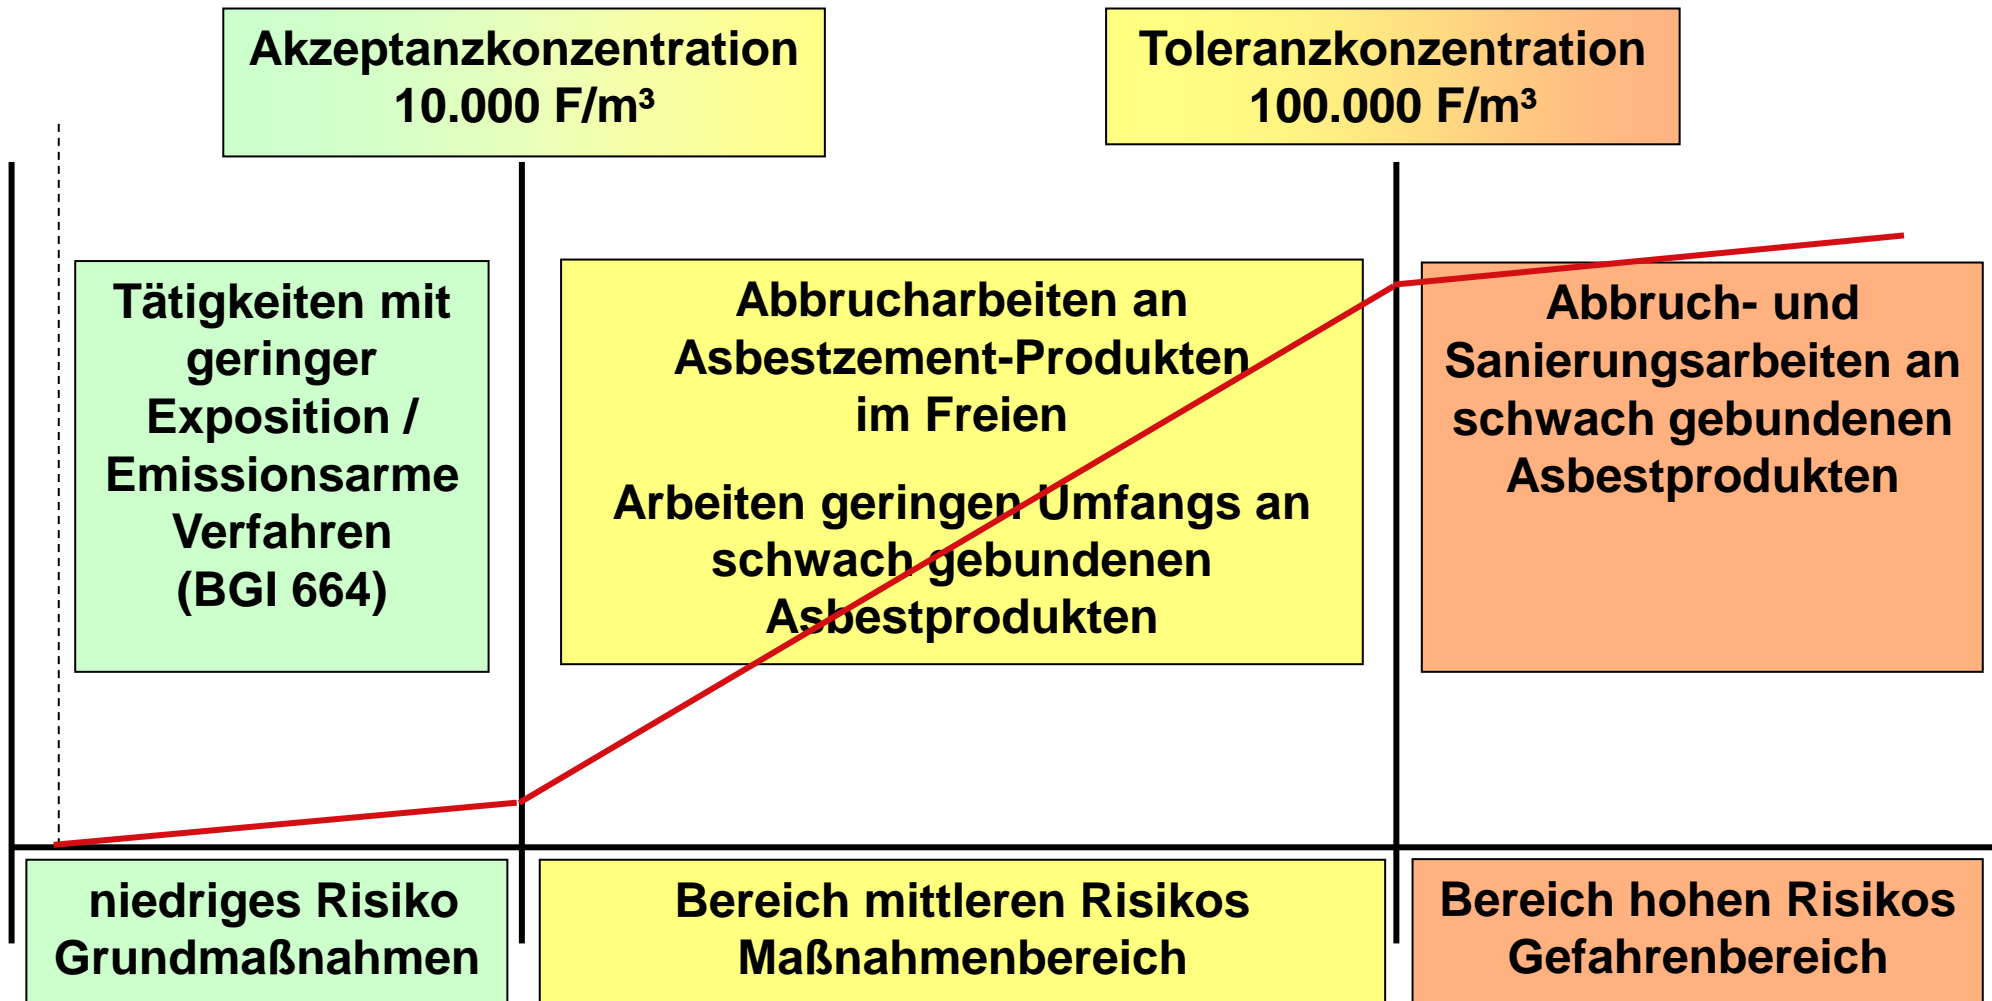 Akzeptanzkonzentration
10.000 F/m³
Toleranzkonzentration
100.000 F/m³
Tätigkeiten mit
geringer
Exposition /
Emissionsarme
Verfahren
(BGI 664)
Abbrucharbeiten an
Asbestzement-Produkten
im Freien
Arbeiten geringen Umfangs an
schwach gebundenen
Asbestprodukten
Abbruch- und
Sanierungsarbeiten an
schwach gebundenen
Asbestprodukten
niedriges Risiko
Grundmaßnahmen
Bereich mittleren Risikos
Maßnahmenbereich
Bereich hohen Risikos
Gefahrenbereich